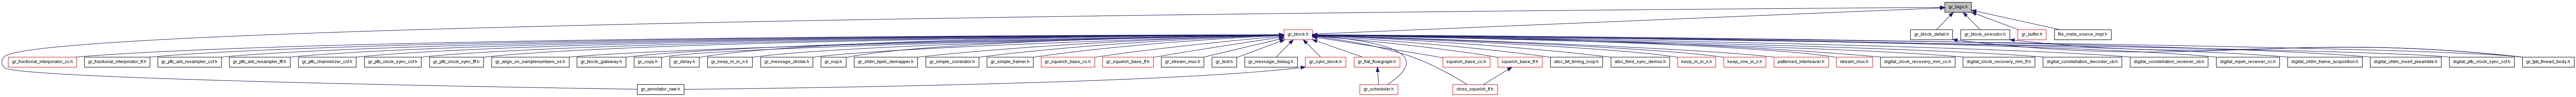 gr_tags.h
gr_block.h
gr_block_detail.h
gr_block_executor.h
gr_buffer.h
file_meta_source_impl.h
gr_fractional_interpolator_cc.h
gr_fractional_interpolator_ff.h
gr_pfb_arb_resampler_ccf.h
gr_pfb_arb_resampler_fff.h
gr_pfb_channelizer_ccf.h
gr_pfb_clock_sync_ccf.h
gr_pfb_clock_sync_fff.h
gr_align_on_samplenumbers_ss.h
gr_block_gateway.h
gr_copy.h
gr_delay.h
gr_keep_m_in_n.h
gr_message_strobe.h
gr_nop.h
gr_ofdm_bpsk_demapper.h
gr_simple_correlator.h
gr_simple_framer.h
gr_squelch_base_cc.h
gr_squelch_base_ff.h
gr_stream_mux.h
gr_test.h
gr_message_debug.h
gr_sync_block.h
gr_flat_flowgraph.h
squelch_base_cc.h
squelch_base_ff.h
atsc_bit_timing_loop.h
atsc_field_sync_demux.h
keep_m_in_n.h
keep_one_in_n.h
patterned_interleaver.h
stream_mux.h
digital_clock_recovery_mm_cc.h
digital_clock_recovery_mm_ff.h
digital_constellation_decoder_cb.h
digital_constellation_receiver_cb.h
digital_mpsk_receiver_cc.h
digital_ofdm_frame_acquisition.h
digital_ofdm_insert_preamble.h
digital_pfb_clock_sync_ccf.h
gr_tpb_thread_body.h
gr_annotator_raw.h
gr_scheduler.h
ctcss_squelch_ff.h